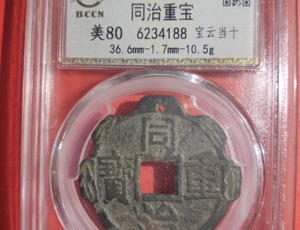 BCCN
同治重宝
美80 6234188 宝云当十
36.6mm-1.7mm-10.5g
同
寶 重
治